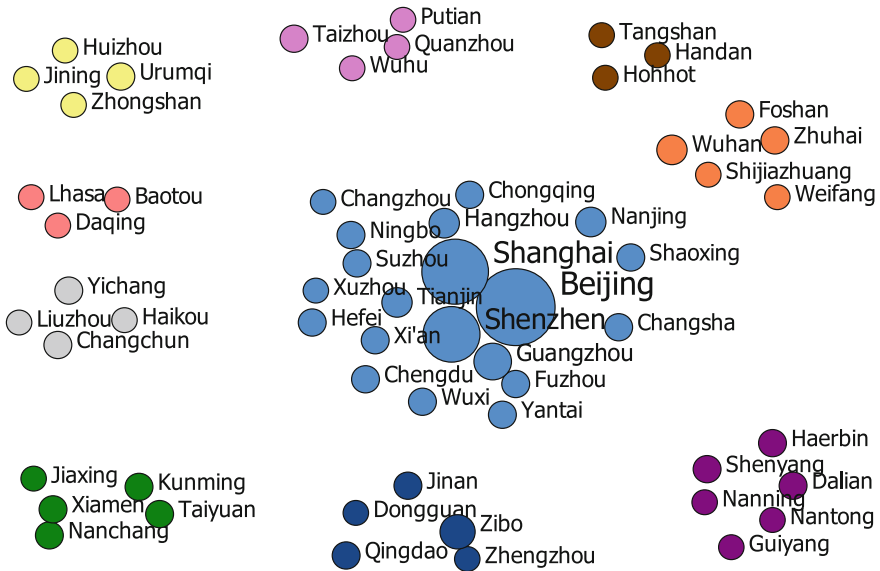 Huizhou
Jining
Urumqi
Zhongshan
Putian
Taizhou
Quanzhou
Wuhu
Tangshan
Handan
Hohhot
Foshan
Wuhan
Zhuhai
Shijiazhuang
Weifang
Lhasa
Baotou
Daqing
Changzhou
Chongqing
Ningbo
Hangzhou
Nanjing
Suzhou
Shanghai
Shaoxing
Xuzhou
Tianjin
Beijing
Hefei
Xi'an
Shenzhen
Changsha
Guangzhou
Chengdu
Fuzhou
Wuxi
Yantai
Yichang
Liuzhou
Haikou
Changchun
Jiaxing
Kunming
Xiamen
Taiyuan
Nanchang
Jinan
Dongguan
Zibo
Qingdao
Zhengzhou
Haerbin
Shenyang
Dalian
Nanning
Nantong
Guiyang